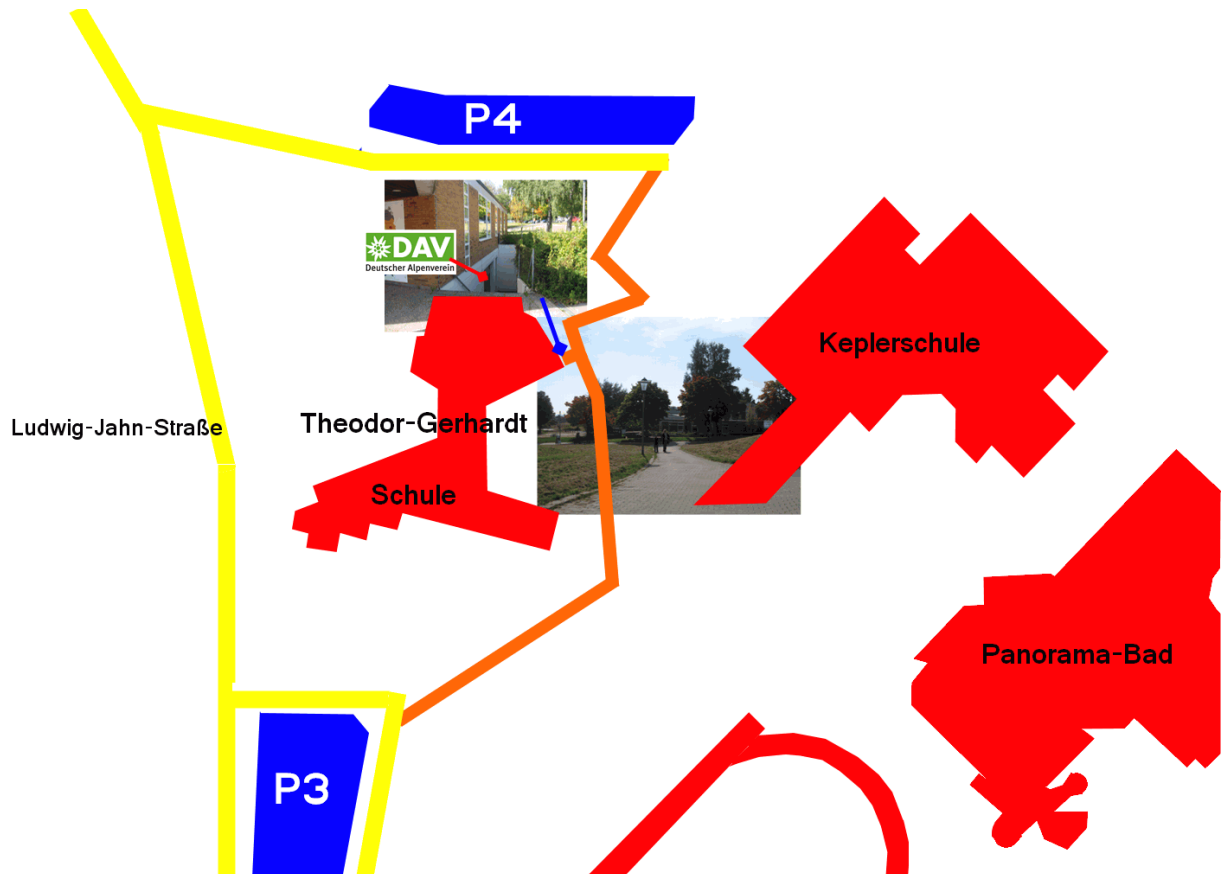 P4
DAV
Deutscher Alpenverein
Keplerschule
Ludwig-Jahn-Straße
Theodor-Gerhardt
Schule
Panorama-Bad
P3